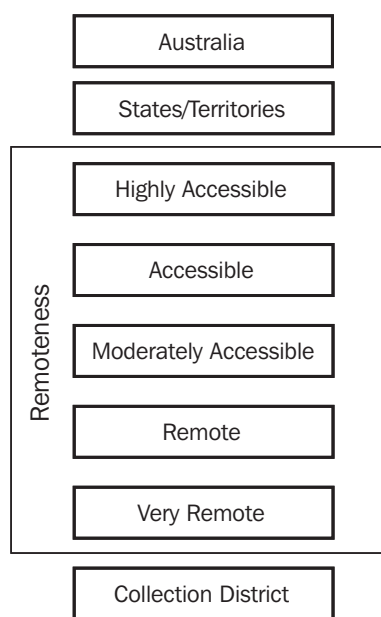 Australia
States/Territories
Remoteness
Highly Accessible
Accessible
Moderately Accessible
Remote
Very Remote
Collection District